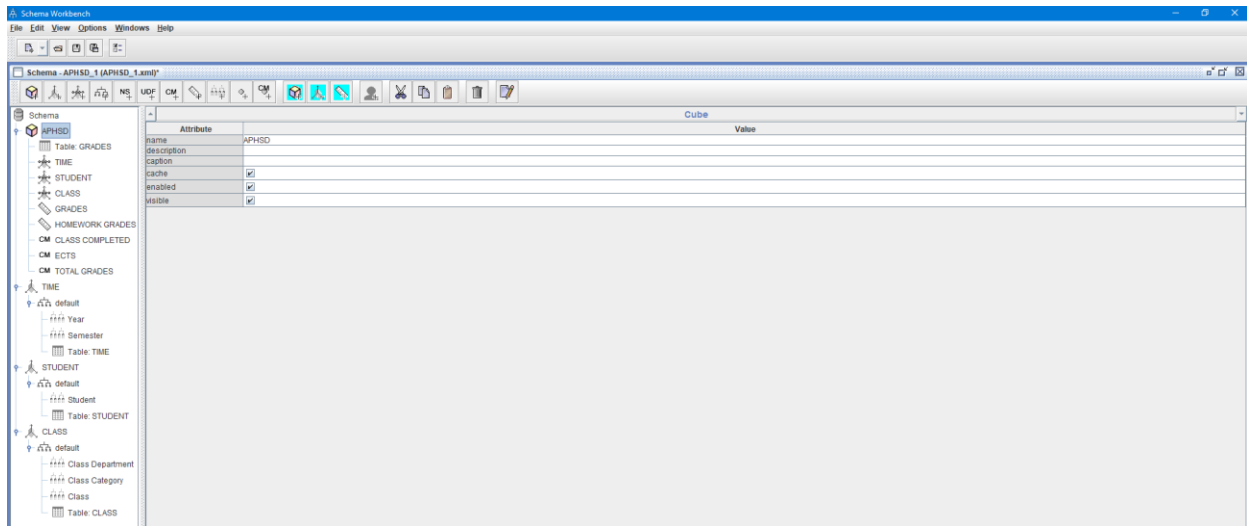 Schema Workbench
File Edit View Options Windows Help
Schema - APHSD_1 (APHSD_1.xml)*
NS UDF CM CM
Schema
APHSD
Table: GRADES
TIME
STUDENT
CLASS
GRADES
HOMEWORK GRADES
CM CLASS COMPLETED
CM ECTS
CM TOTAL GRADES
TIME
default
Year
Semester
Table: TIME
STUDENT
default
Student
Table: STUDENT
CLASS
default
Class Department
Class Category
Class
Table: CLASS
Cube
Attribute Value
name APHSD
description
caption
cache
enabled
visible